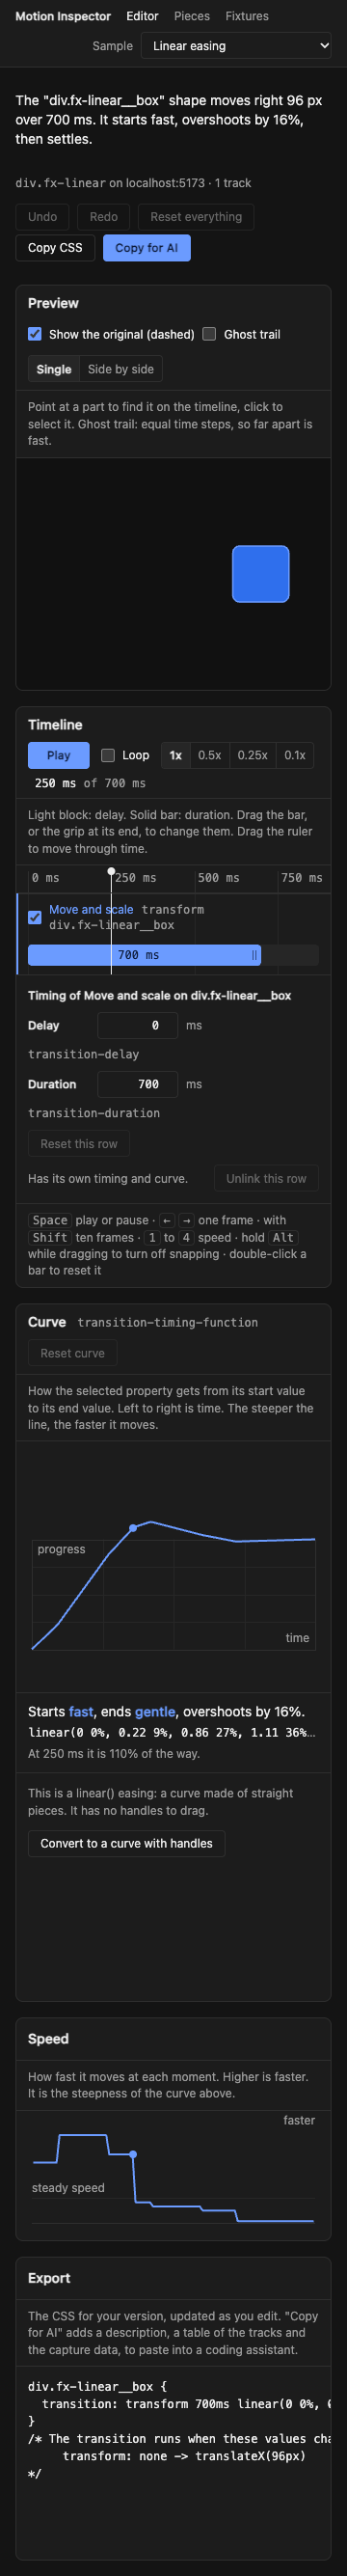 Motion Inspector Editor Pieces Fixtures
Sample Linear easing
The "div.fx-linear__box" shape moves right 96 px
over 700 ms. It starts fast, overshoots by 16%,
then settles.
div.fx-linear on localhost:5173 · 1 track
Undo Redo Reset everything
Copy CSS Copy for AI
Preview
Show the original (dashed) Ghost trail
Single Side by side
Point at a part to find it on the timeline, click to
select it. Ghost trail: equal time steps, so far apart is
fast.
Timeline
Play Loop 1x 0.5x 0.25x 0.1x
250 ms of 700 ms
Light block: delay. Solid bar: duration. Drag the bar,
or the grip at its end, to change them. Drag the ruler
to move through time.
0 ms 250 ms 500 ms 750 ms
Move and scale transform
div.fx-linear__box
700 ms
Timing of Move and scale on div.fx-linear__box
Delay 0 ms
transition-delay
Duration 700 ms
transition-duration
Reset this row
Has its own timing and curve. Unlink this row
Space play or pause · ← → one frame · with
Shift ten frames · 1 to 4 speed · hold Alt
while dragging to turn off snapping · double-click a
bar to reset it
Curve transition-timing-function
Reset curve
How the selected property gets from its start value
to its end value. Left to right is time. The steeper the
line, the faster it moves.
progress
time
Starts fast, ends gentle, overshoots by 16%.
linear(0 0%, 0.22 9%, 0.86 27%, 1.11 36%…
At 250 ms it is 110% of the way.
This is a linear() easing: a curve made of straight
pieces. It has no handles to drag.
Convert to a curve with handles
Speed
How fast it moves at each moment. Higher is faster.
It is the steepness of the curve above.
faster
steady speed
Export
The CSS for your version, updated as you edit. "Copy
for AI" adds a description, a table of the tracks and
the capture data, to paste into a coding assistant.
div.fx-linear__box {
transition: transform 700ms linear(0 0%,
}
/* The transition runs when these values cha
transform: none -> translateX(96px)
*/